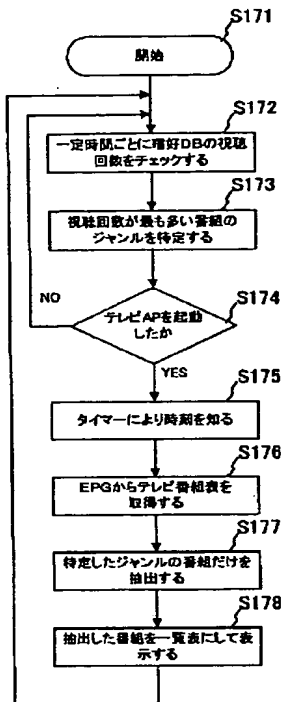 S171
開始
S172
一定時間ごとに嗜好DBの視聴
回数をチェックする
S173
視聴回数が最も多い番組の
ジャンルを特定する
S174
テレビAPを起動
したか
NO
YES
S175
タイマーにより時刻を知る
S176
EPGからテレビ番組表を
取得する
S177
特定したジャンルの番組だけを
抽出する
S178
抽出した番組を一覧表にして表
示する